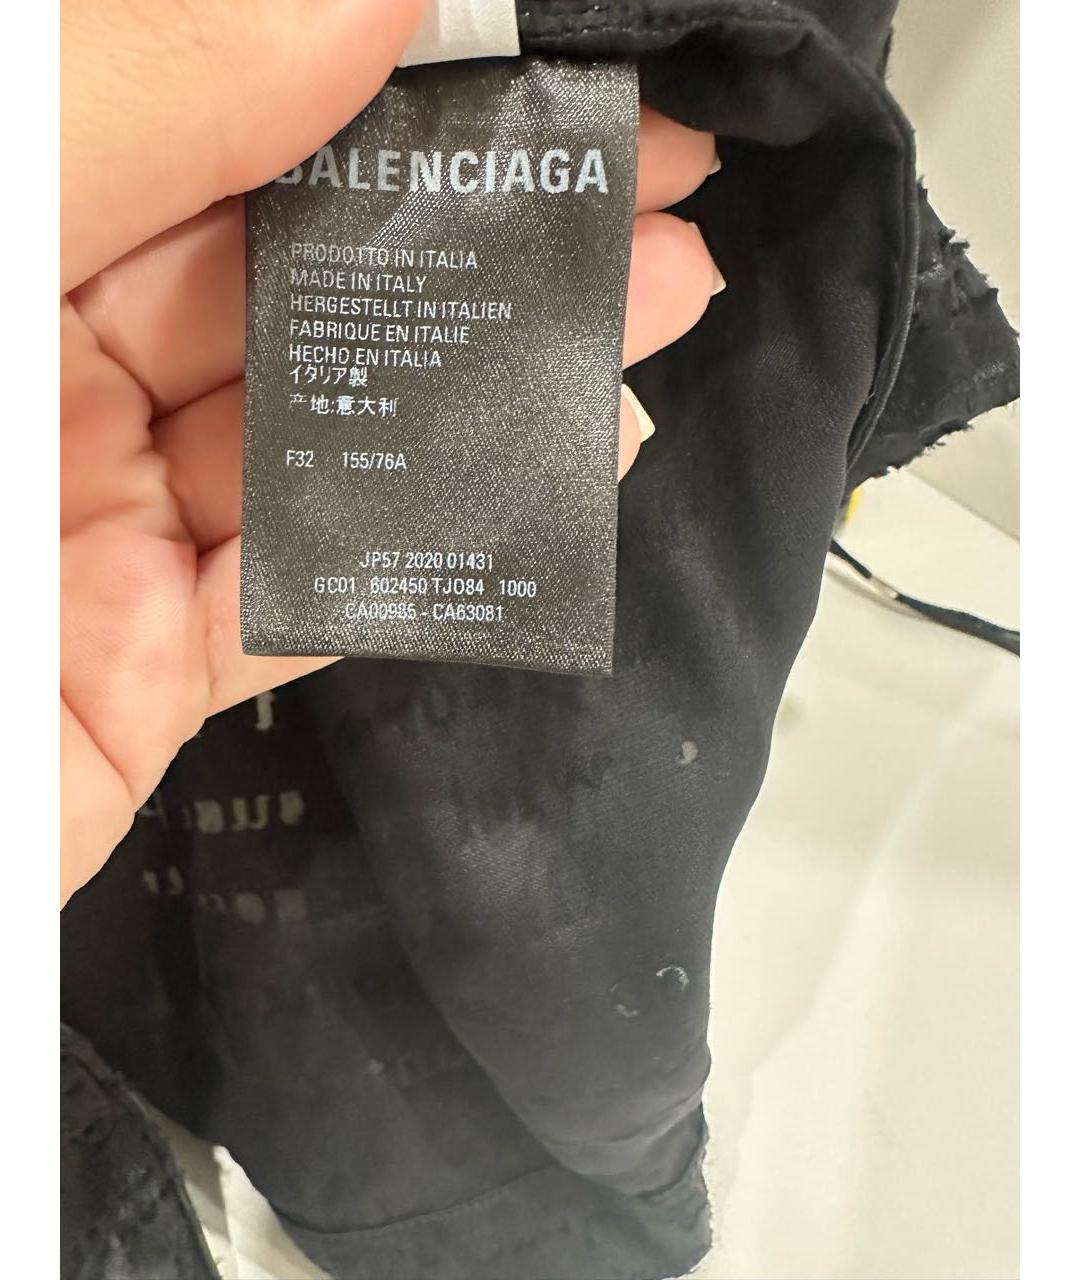 BALENCIAGA
PRODOTTO IN ITALIA
MADE IN ITALY
HERGESTELLT IN ITALIEN
FABRIQUE EN ITALIE
HECHO EN ITALIA
イタリア製
产地:意大利
F32 155/76A
JP57 2020 01431
GC01 602450 TJO84 1000
CA00985 - CA63081